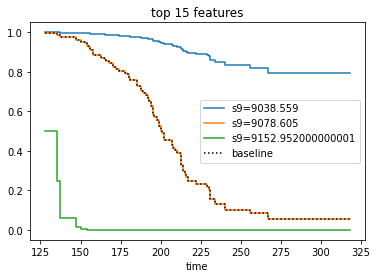 top 15 features
1.0
0.8
0.6
0.4
0.2
0.0
s9=9038.559
s9=9078.605
s9=9152.952000000001
baseline
125 150 175 200 225 250 275 300 325
time